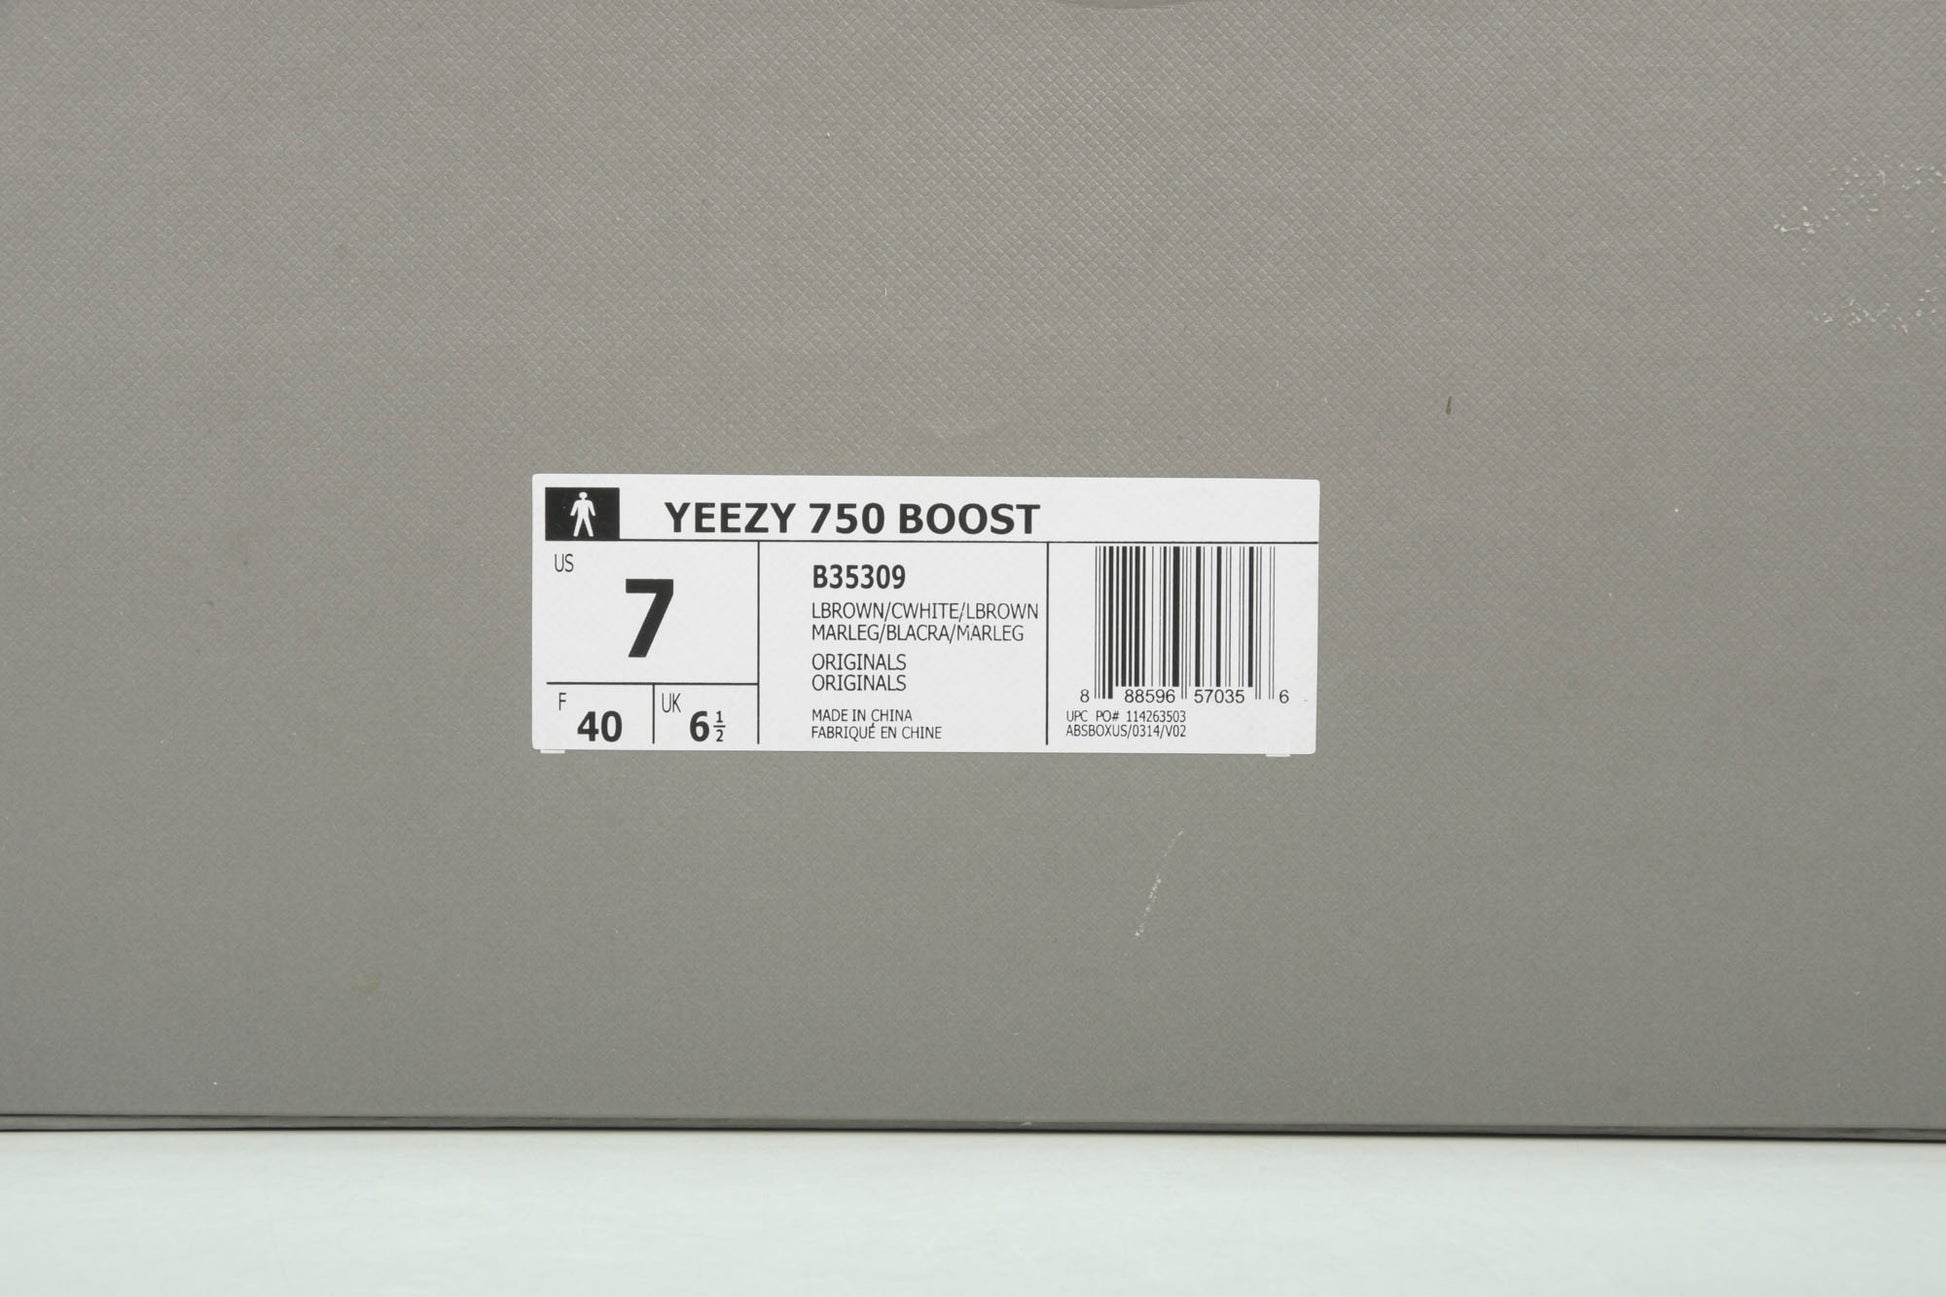 YEEZY 750 BOOST
US
7
F
40
UK
6½
B35309
LBROWN/CWHITE/LBROWN
MARLEG/BLACRA/MARLEG
ORIGINALS
ORIGINALS
MADE IN CHINA
FABRIQUÉ EN CHINE
8 88596 57035 6
UPC PO# 114263503
ABSBOXUS/0314/V02